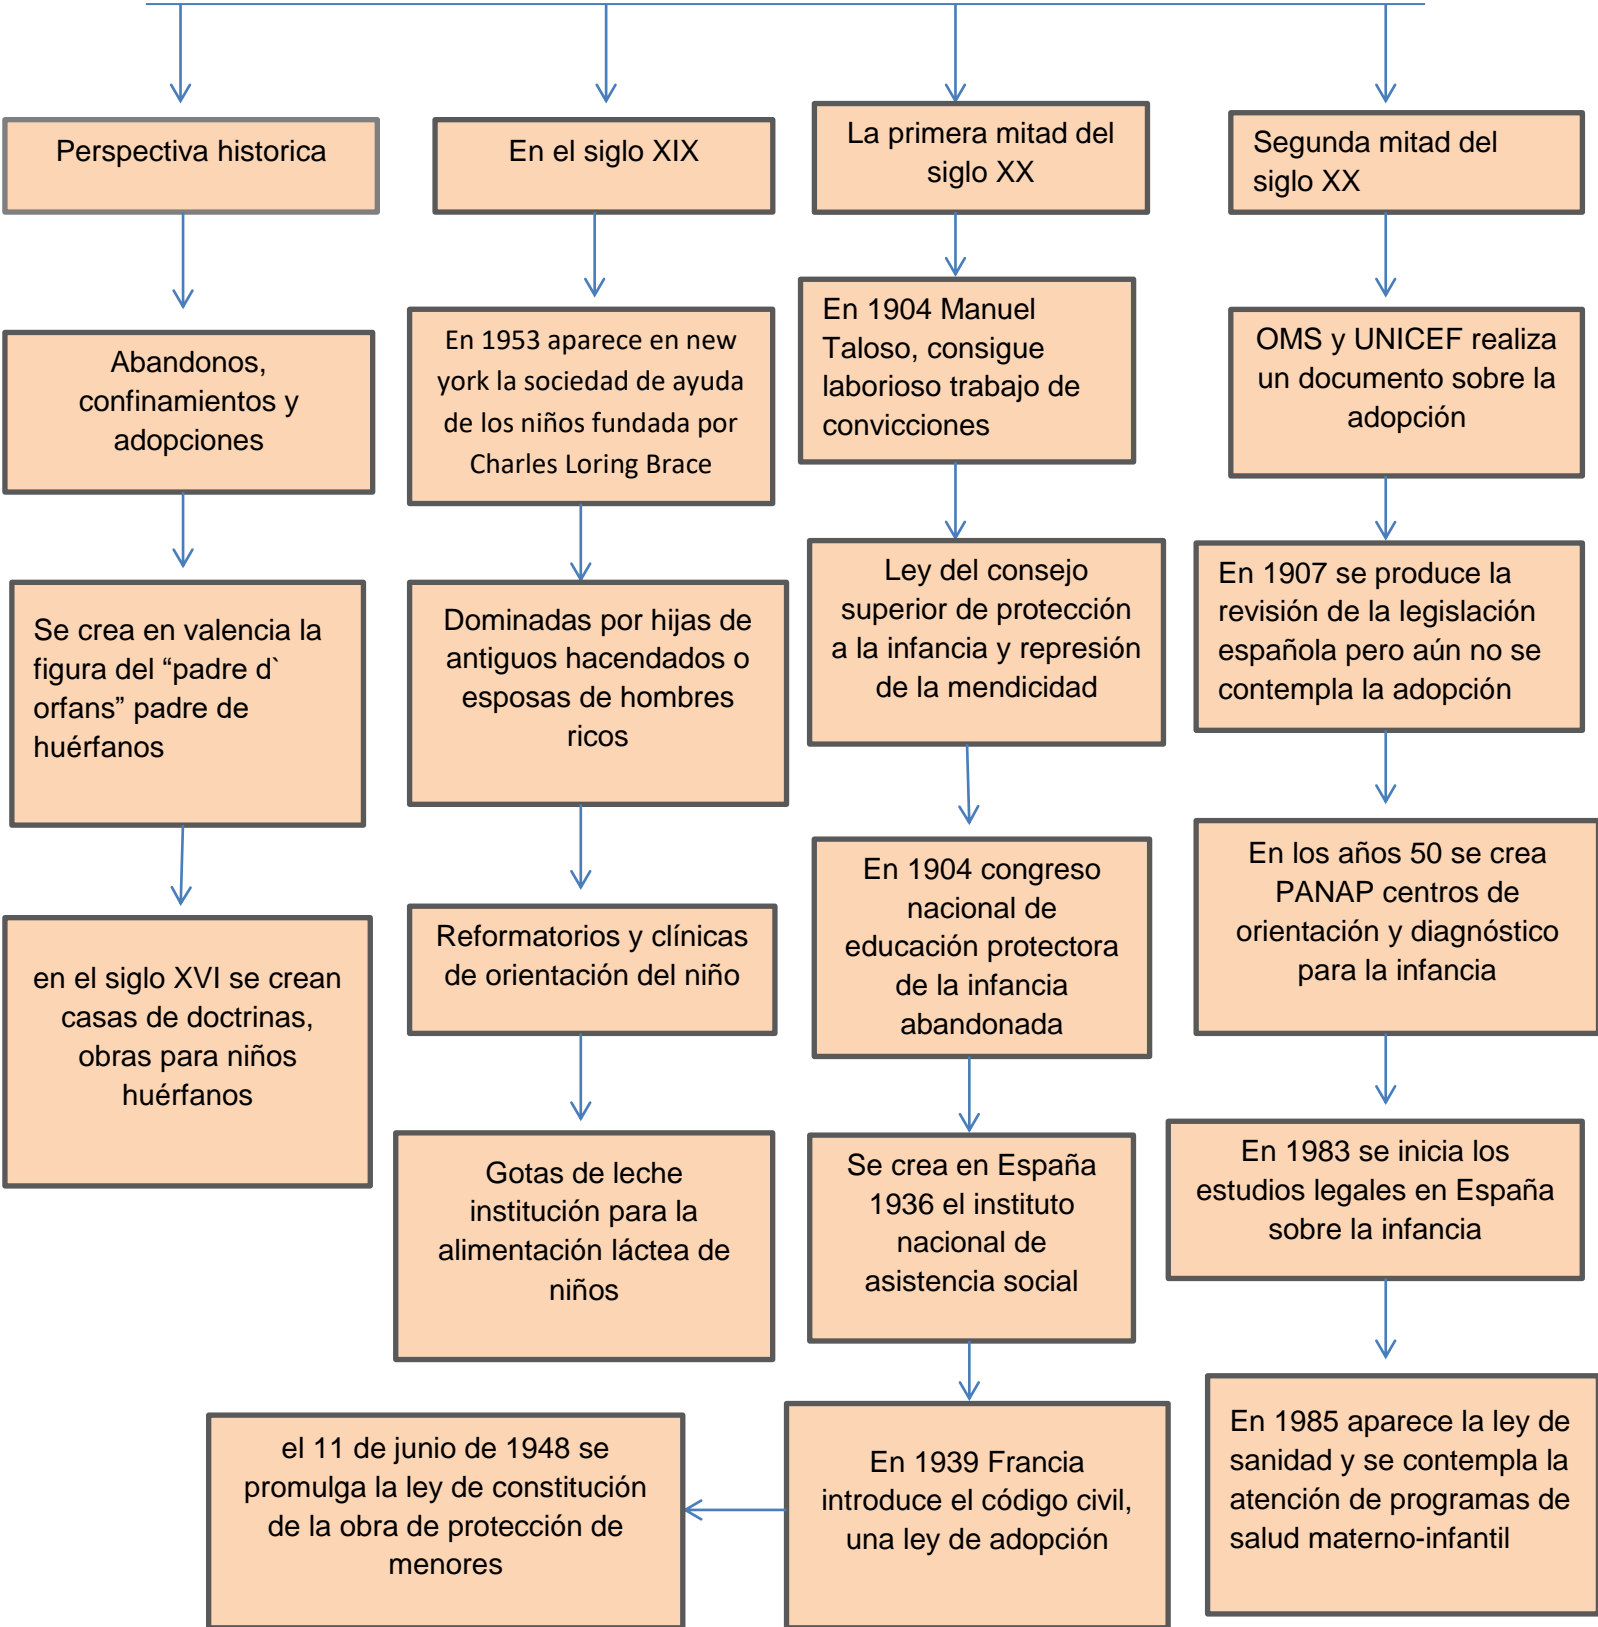 Perspectiva historica
Abandonos,
confinamientos y
adopciones
Se crea en valencia la
figura del “padre d`
orfans” padre de
huérfanos
en el siglo XVI se crean
casas de doctrinas,
obras para niños
huérfanos
En el siglo XIX
En 1953 aparece en new
york la sociedad de ayuda
de los niños fundada por
Charles Loring Brace
Dominadas por hijas de
antiguos hacendados o
esposas de hombres
ricos
Reformatorios y clínicas
de orientación del niño
Gotas de leche
institución para la
alimentación láctea de
niños
La primera mitad del
siglo XX
En 1904 Manuel
Taloso, consigue
laborioso trabajo de
convicciones
Ley del consejo
superior de protección
a la infancia y represión
de la mendicidad
En 1904 congreso
nacional de
educación protectora
de la infancia
abandonada
Se crea en España
1936 el instituto
nacional de
asistencia social
En 1939 Francia
introduce el código civil,
una ley de adopción
el 11 de junio de 1948 se
promulga la ley de constitución
de la obra de protección de
menores
Segunda mitad del
siglo XX
OMS y UNICEF realiza
un documento sobre la
adopción
En 1907 se produce la
revisión de la legislación
española pero aún no se
contempla la adopción
En los años 50 se crea
PANAP centros de
orientación y diagnóstico
para la infancia
En 1983 se inicia los
estudios legales en España
sobre la infancia
En 1985 aparece la ley de
sanidad y se contempla la
atención de programas de
salud materno-infantil